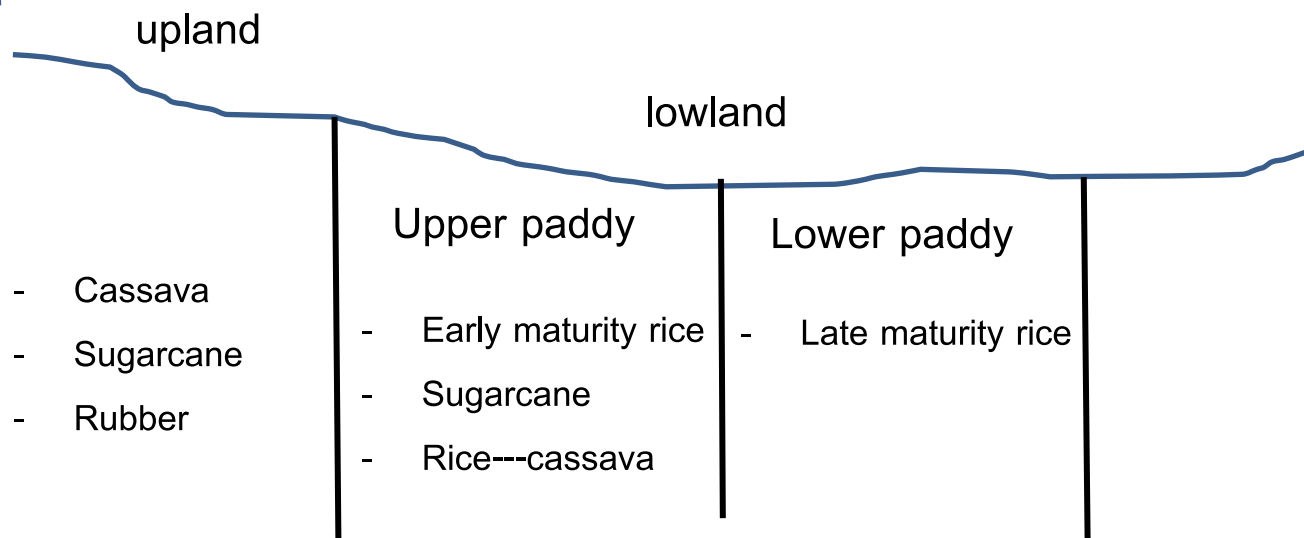 upland
lowland
Upper paddy
Lower paddy
- Cassava
- Sugarcane
- Rubber
- Early maturity rice
- Sugarcane
- Rice---cassava
- Late maturity rice